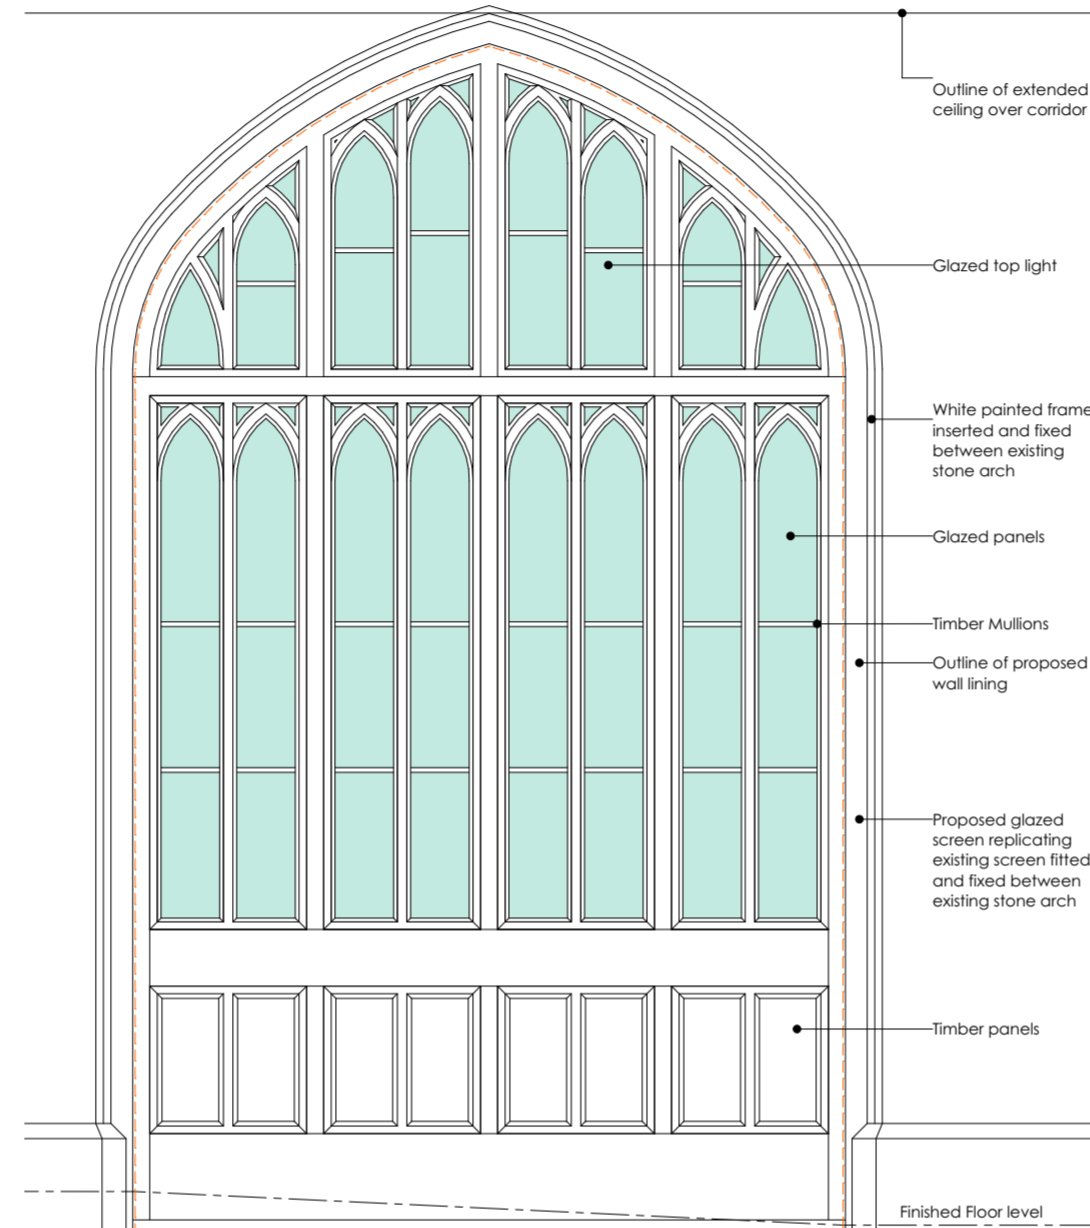 Outline of extended
ceiling over corridor
Glazed top light
White painted frame
inserted and fixed
between existing
stone arch
Glazed panels
Timber Mullions
Outline of proposed
wall lining
Proposed glazed
screen replicating
existing screen fitted
and fixed between
existing stone arch
Timber panels
Finished Floor level